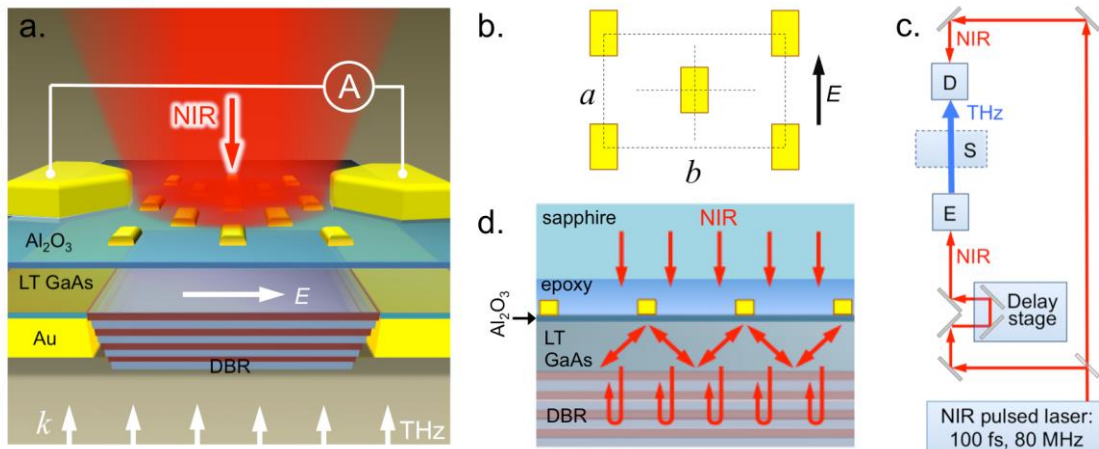 a.
A
NIR
Al₂O₃
LT GaAs
E
Au
DBR
k
THz
b.
a
E
b
d.
sapphire
NIR
epoxy
Al₂O₃
LT
GaAs
DBR
c.
NIR
D
THz
S
E
NIR
Delay
stage
NIR pulsed laser:
100 fs, 80 MHz